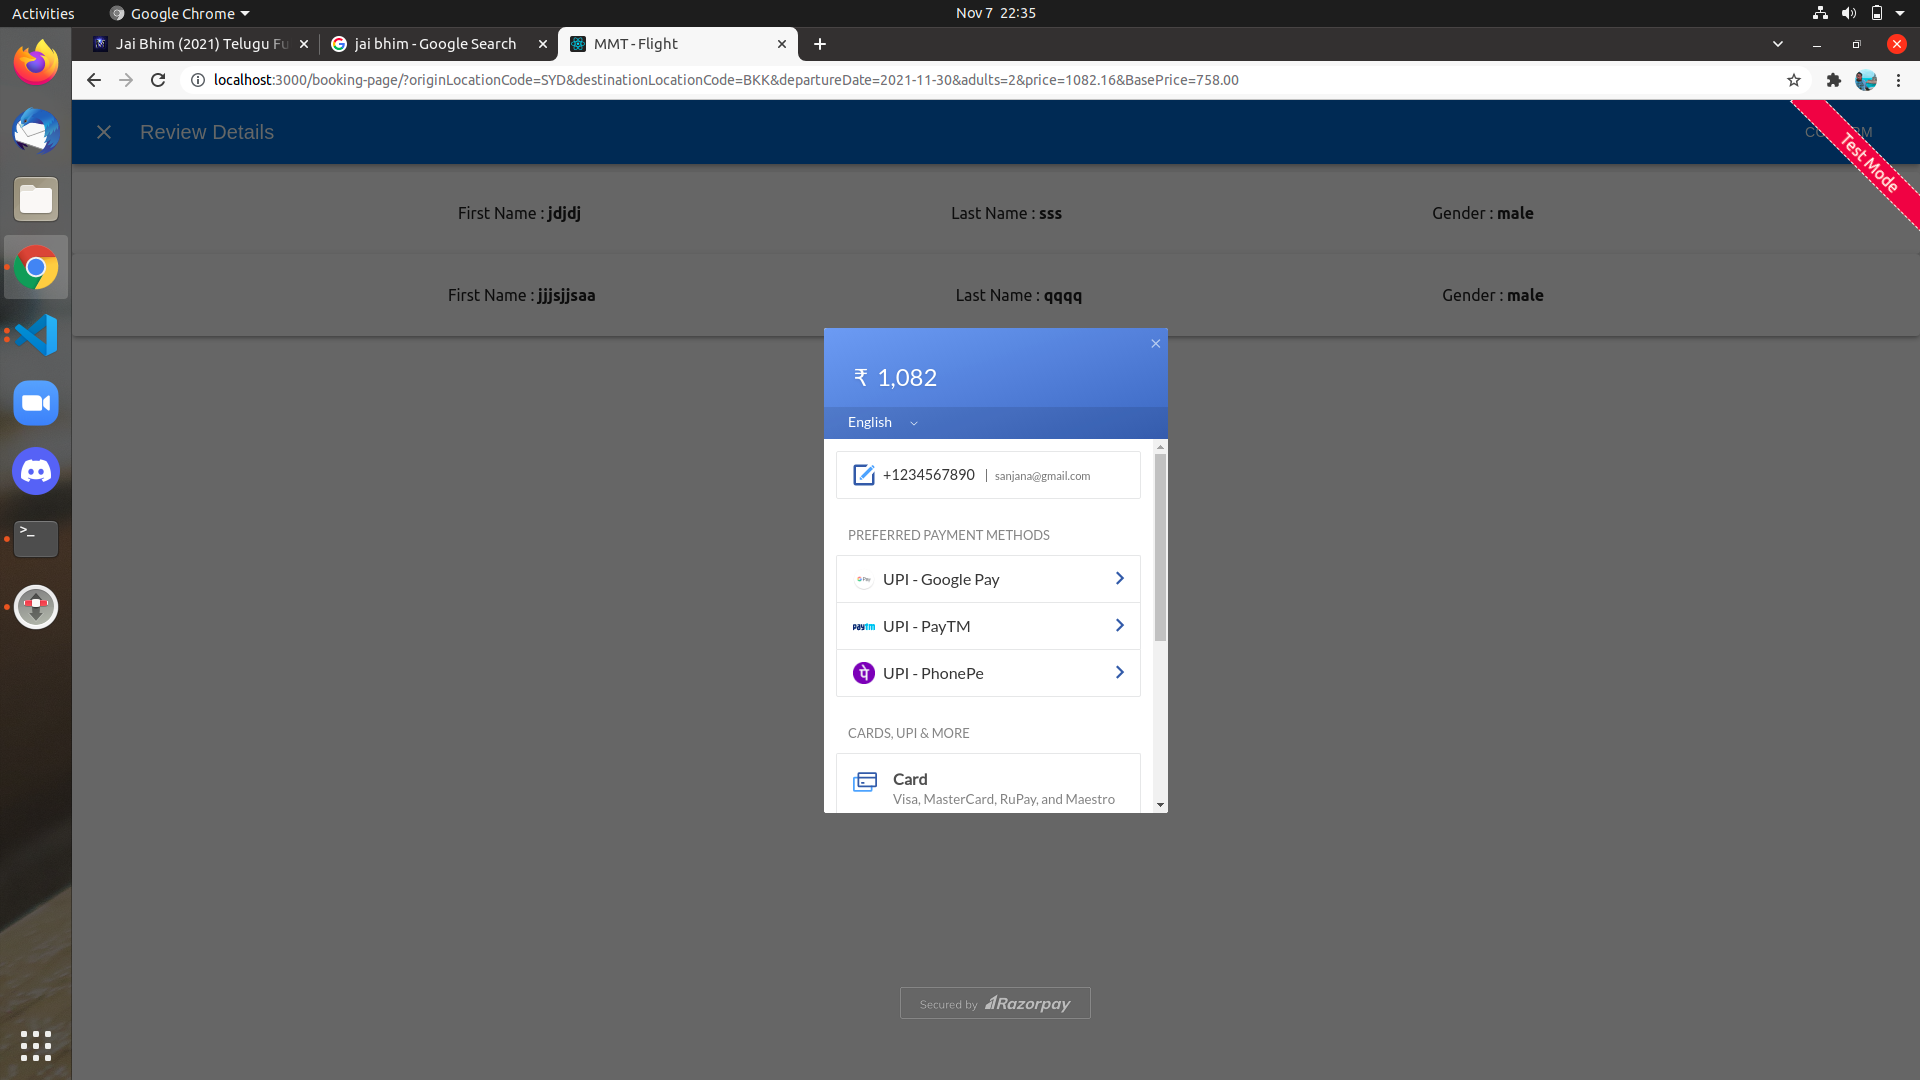 Activities
Google Chrome
Nov 7 22:35
Jai Bhim (2021) Telugu Fu
jai bhim - Google Search
MMT - Flight
localhost:3000/booking-page/?originLocationCode=SYD&destinationLocationCode=BKK&departureDate=2021-11-30&adults=2&price=1082.16&BasePrice=758.00
Review Details
Test Mode
First Name : jdjdj
Last Name : sss
Gender : male
First Name : jjjsjjsaa
Last Name : qqqq
Gender : male
₹ 1,082
English
+1234567890 | sanjana@gmail.com
PREFERRED PAYMENT METHODS
G Pay
UPI - Google Pay
paytm
UPI - PayTM
पे
UPI - PhonePe
CARDS, UPI & MORE
Card
Visa, MasterCard, RuPay, and Maestro
Secured by Razorpay